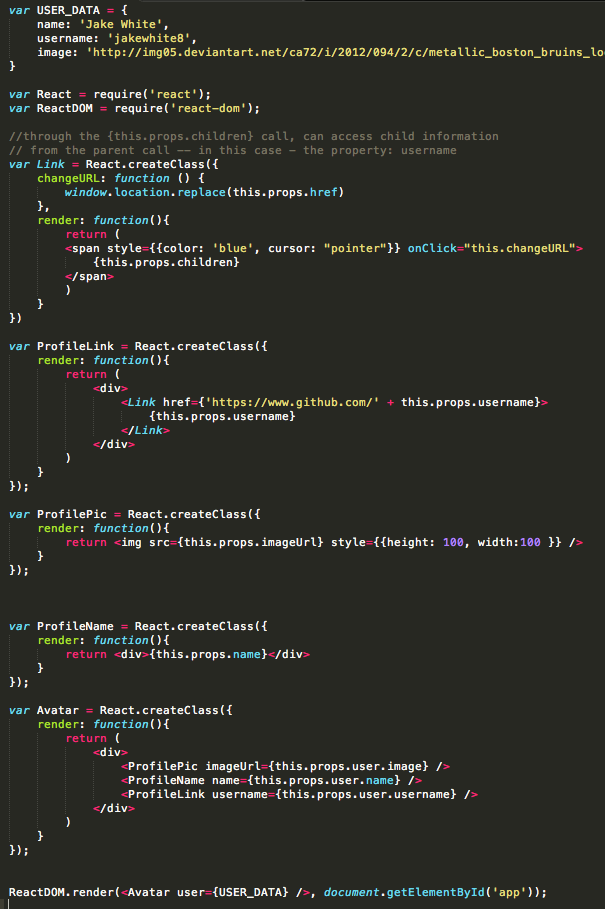 var USER_DATA = {
    name: 'Jake White',
    username: 'jakewhite8',
    image: 'http://img05.deviantart.net/ca72/i/2012/094/2/c/metallic_boston_bruins_lo
}
var React = require('react');
var ReactDOM = require('react-dom');
//through the {this.props.children} call, can access child information
// from the parent call -- in this case - the property: username
var Link = React.createClass({
    changeURL: function () {
        window.location.replace(this.props.href)
    },
    render: function(){
        return (
        <span style={{color: 'blue', cursor: "pointer"}} onClick="this.changeURL">
            {this.props.children}
        </span>
        )
    }
})
var ProfileLink = React.createClass({
    render: function(){
        return (
            <div>
                <Link href={'https://www.github.com/' + this.props.username}>
                    {this.props.username}
                </Link>
            </div>
        )
    }
});
var ProfilePic = React.createClass({
    render: function(){
        return <img src={this.props.imageUrl} style={{height: 100, width:100 }} />
    }
});
var ProfileName = React.createClass({
    render: function(){
        return <div>{this.props.name}</div>
    }
});
var Avatar = React.createClass({
    render: function(){
        return (
            <div>
                <ProfilePic imageUrl={this.props.user.image} />
                <ProfileName name={this.props.user.name} />
                <ProfileLink username={this.props.user.username} />
            </div>
        )
    }
});
ReactDOM.render(<Avatar user={USER_DATA} />, document.getElementById('app'));